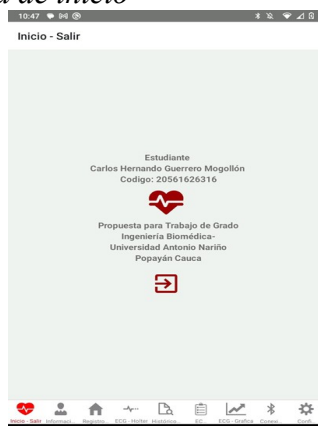 a de inicio
10:47
Inicio - Salir
Estudiante
Carlos Hernando Guerrero Mogollón
Codigo: 20561626316
Propuesta para Trabajo de Grado
Ingeniería Biomédica-
Universidad Antonio Nariño
Popayán Cauca
Inicio - Salir Informaci... Registro... ECG - Holter Histórico... EC... ECG - Grafica Conex... Confi...